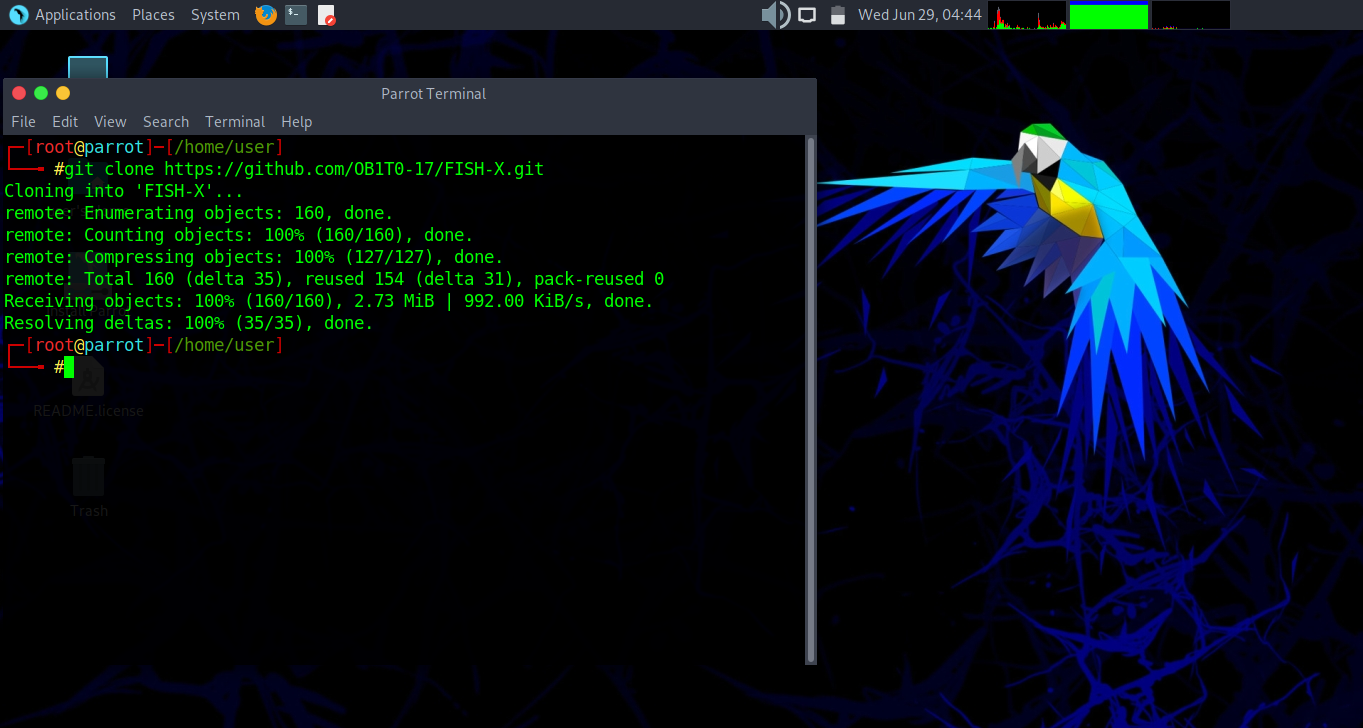 Applications Places System Wed Jun 29, 04:44
Parrot Terminal
File Edit View Search Terminal Help
┌─[root@parrot]─[/home/user]
└──╼ #git clone https://github.com/OB1T0-17/FISH-X.git
Cloning into 'FISH-X'...
remote: Enumerating objects: 160, done.
remote: Counting objects: 100% (160/160), done.
remote: Compressing objects: 100% (127/127), done.
remote: Total 160 (delta 35), reused 154 (delta 31), pack-reused 0
Receiving objects: 100% (160/160), 2.73 MiB | 992.00 KiB/s, done.
Resolving deltas: 100% (35/35), done.
┌─[root@parrot]─[/home/user]
└──╼ #
README.license
Trash